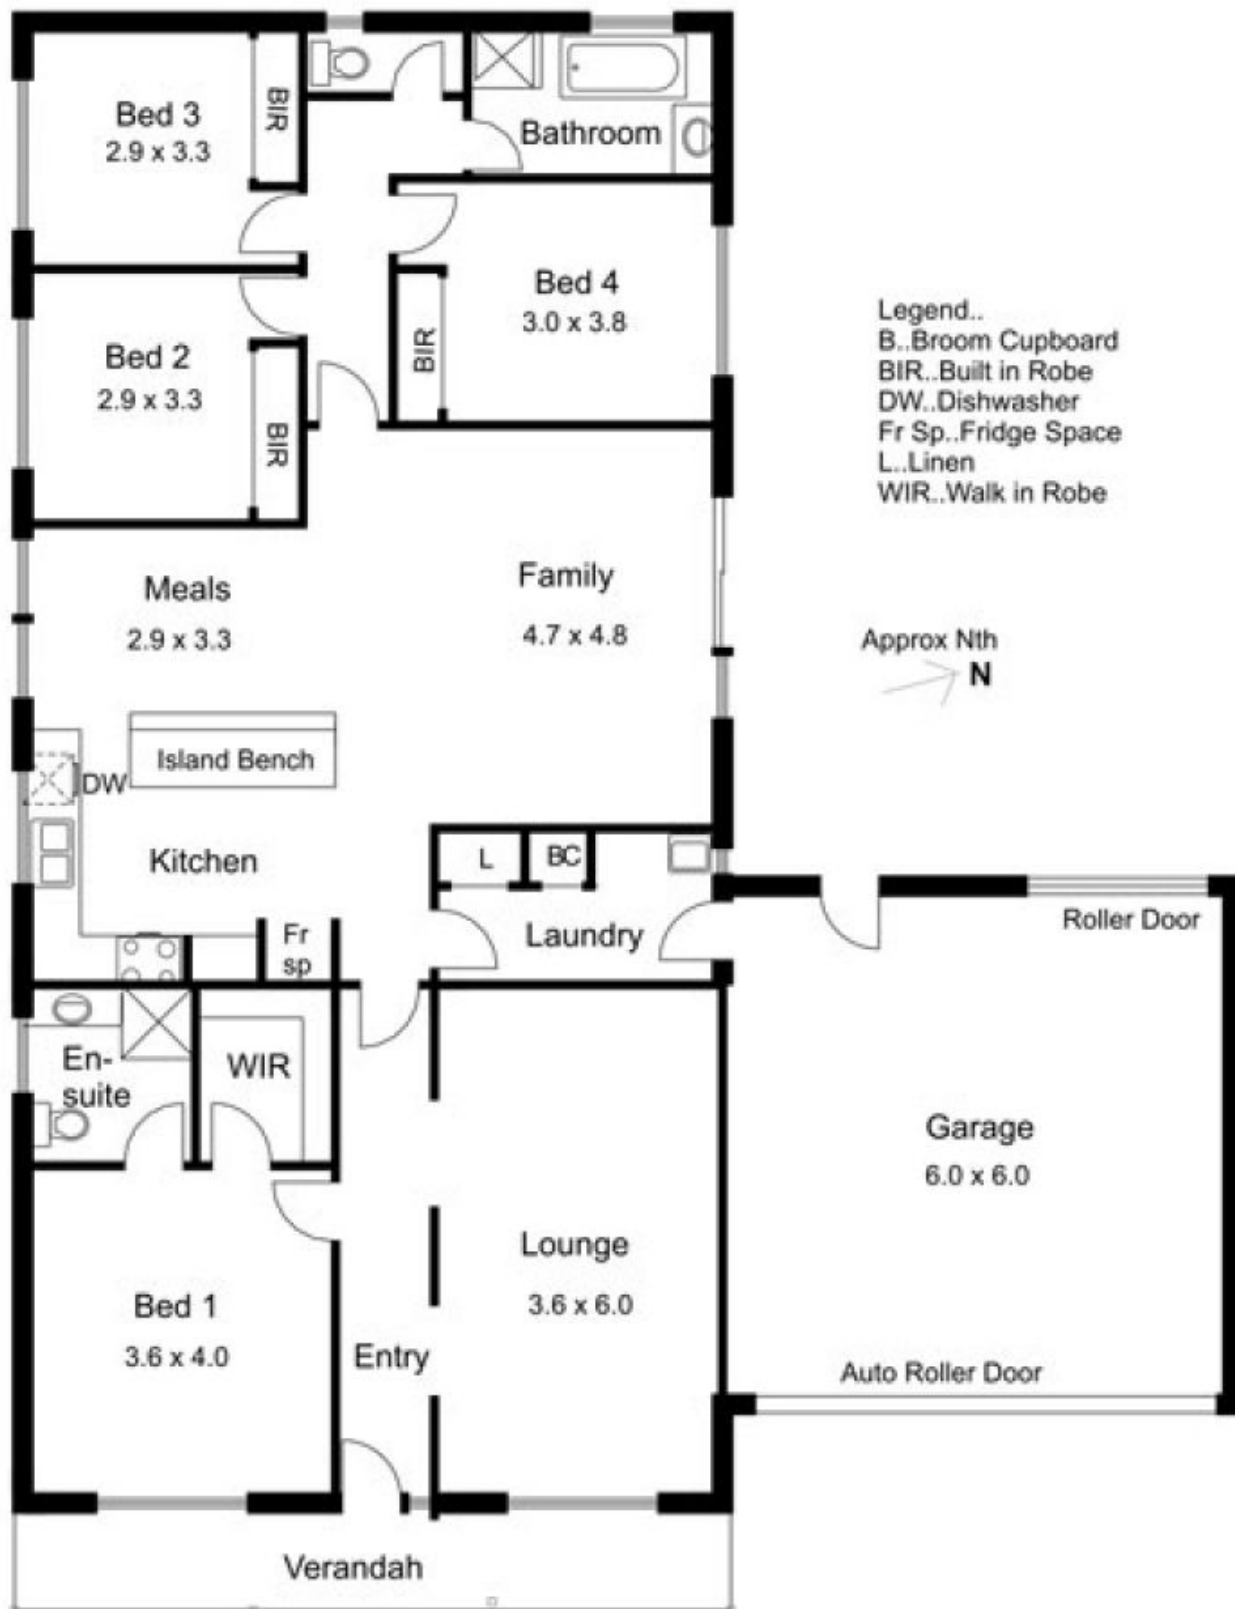 Bed 3
2.9 x 3.3
BIR
Bathroom
Bed 4
3.0 x 3.8
BIR
Bed 2
2.9 x 3.3
BIR
Legend..
B..Broom Cupboard
BIR..Built in Robe
DW..Dishwasher
Fr Sp..Fridge Space
L..Linen
WIR..Walk in Robe
Meals
2.9 x 3.3
Family
4.7 x 4.8
Approx Nth
N
Island Bench
DW
Kitchen
L
BC
Fr
sp
Laundry
Roller Door
En-
suite
WIR
Garage
6.0 x 6.0
Lounge
3.6 x 6.0
Bed 1
3.6 x 4.0
Entry
Auto Roller Door
Verandah